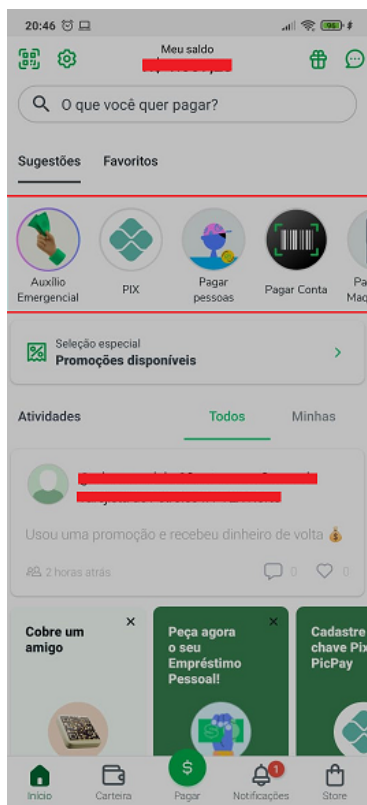 20:46
96
Meu saldo
O que você quer pagar?
Sugestões Favoritos
Auxílio
Emergencial
PIX
Pagar
pessoas
Pagar Conta
Pa
Maq
Seleção especial
Promoções disponíveis
Atividades Todos Minhas
Usou uma promoção e recebeu dinheiro de volta
2 horas atrás
0 0
Cobre um
amigo
Peça agora
o seu
Empréstimo
Pessoal!
Cadastre
chave Pix
PicPay
Início Carteira Pagar Notificações Store
1